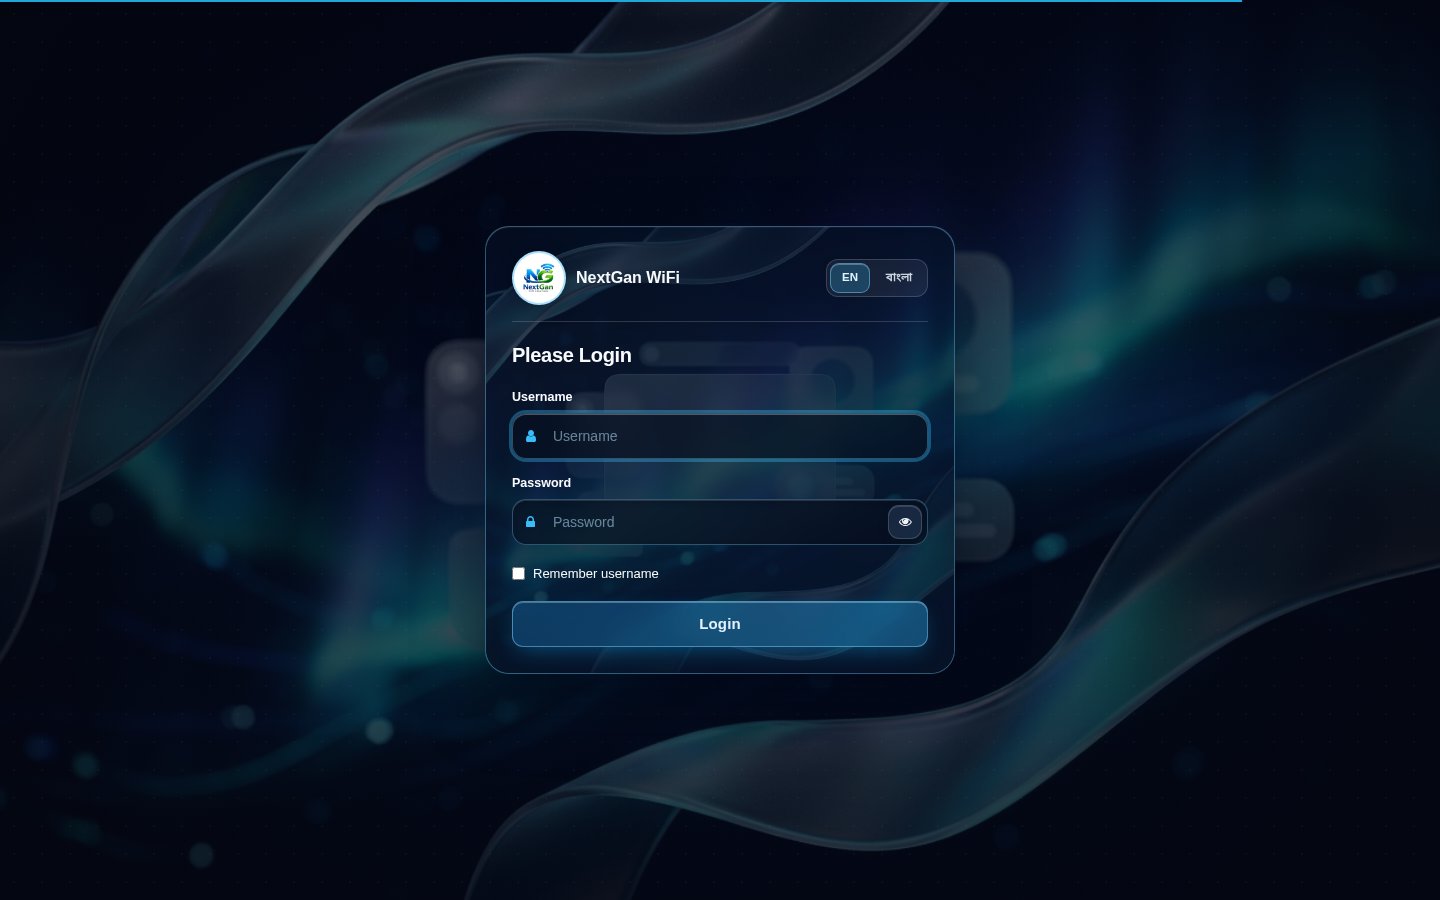 NG
NextGan
NextGan WiFi
EN
বাংলা
Please Login
Username
Username
Password
Password
Remember username
Login